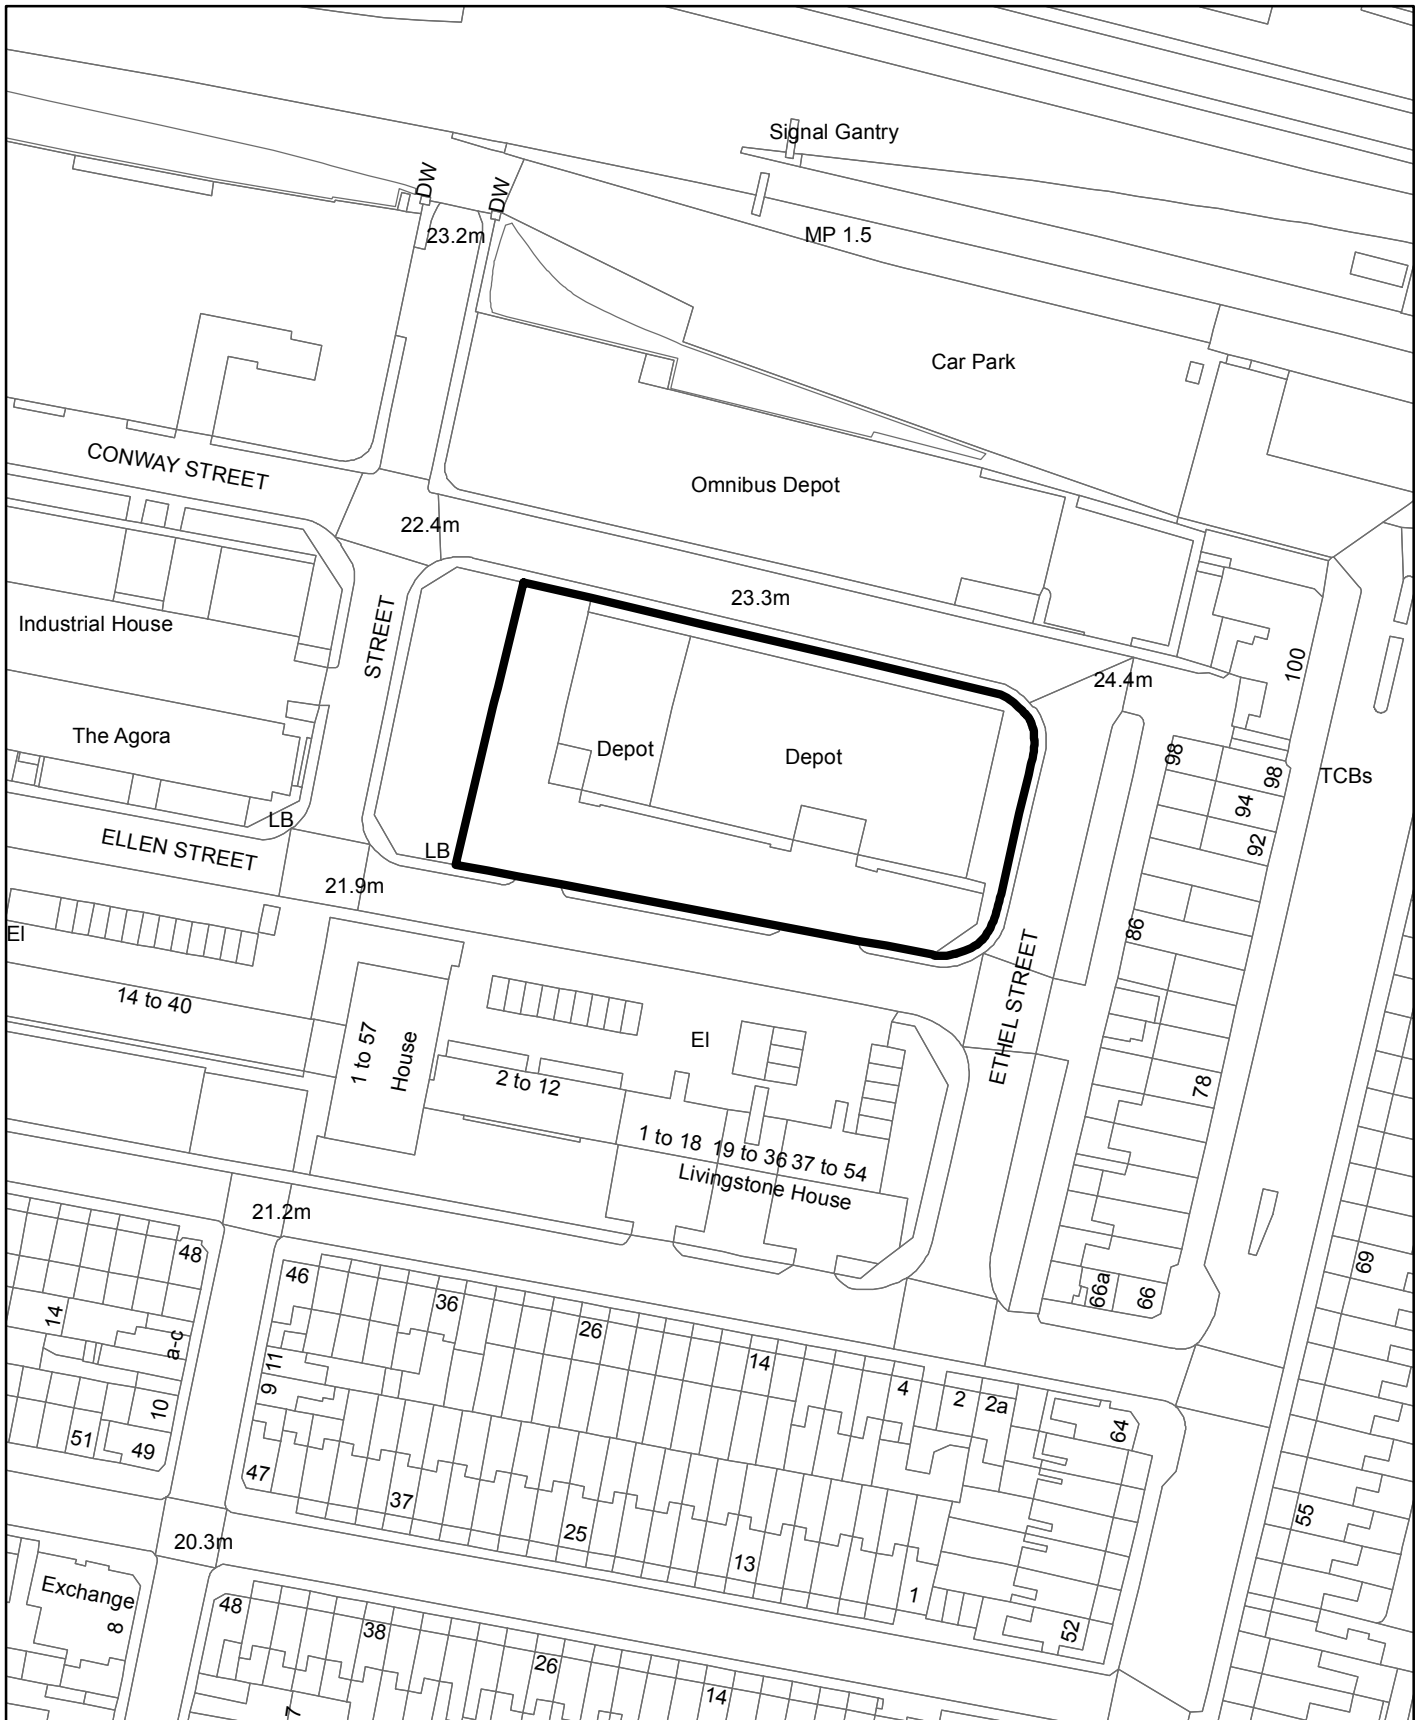 Signal Gantry
DW
DW
23.2m
MP 1.5
Car Park
CONWAY STREET
Omnibus Depot
22.4m
23.3m
Industrial House
STREET
100
24.4m
The Agora
Depot
Depot
98
98
TCBs
94
LB
92
ELLEN STREET
LB
21.9m
86
El
ETHEL STREET
14 to 40
1 to 57
House
El
2 to 12
78
1 to 18
19 to 36
37 to 54
Livingstone House
21.2m
48
69
46
66a
66
36
14
26
a-c
14
11
9
4
2
2a
10
64
51
49
47
37
55
25
20.3m
13
Exchange
8
1
48
38
52
26
14
7